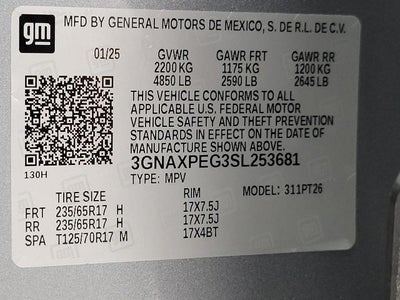 gm MFD BY GENERAL MOTORS DE MEXICO, S. DE R.L. DE C.V.
01/25 GVWR GAWR FRT GAWR RR
2200 KG 1175 KG 1200 KG
4850 LB 2590 LB 2645 LB
THIS VEHICLE CONFORMS TO ALL
APPLICABLE U.S. FEDERAL MOTOR
VEHICLE SAFETY AND THEFT PREVENTION
STANDARDS IN EFFECT ON THE DATE OF
MANUFACTURE SHOWN ABOVE.
3GNAXPEG3SL253681
130H TYPE: MPV
TIRE SIZE RIM MODEL: 311PT26
FRT 235/65R17 H 17X7.5J
RR 235/65R17 H 17X7.5J
SPA T125/70R17 M 17X4BT